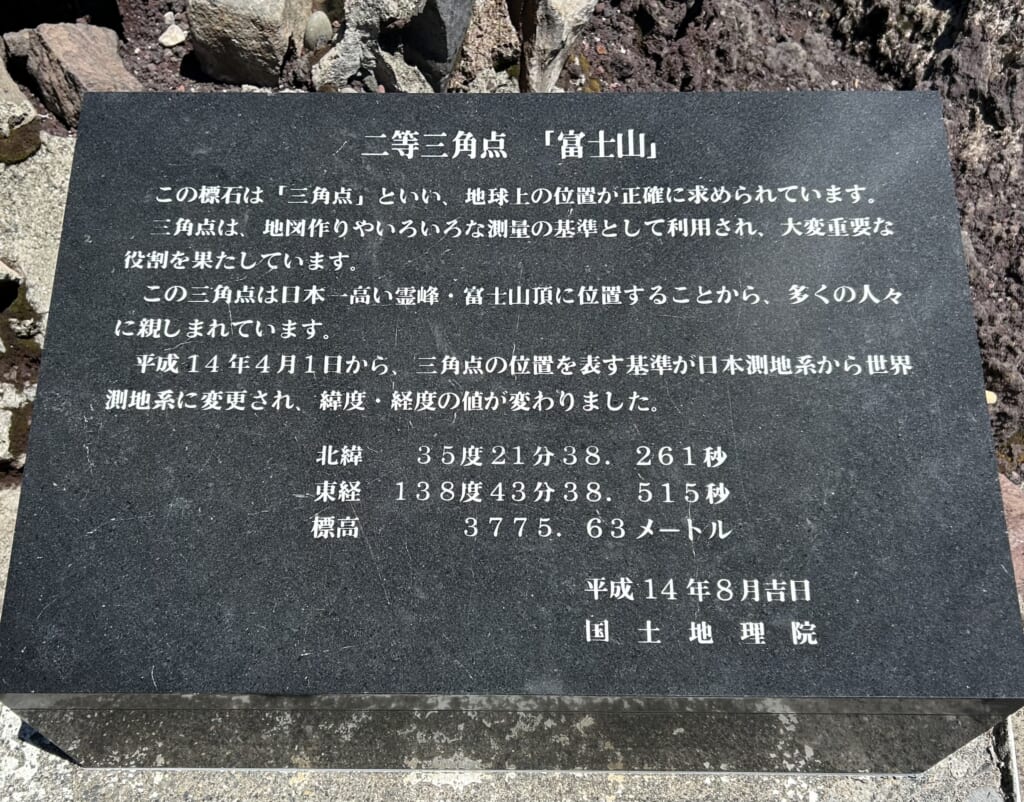 二等三角点 「富士山」
この標石は「三角点」といい、地球上の位置が正確に求められています。
三角点は、地図作りやいろいろな測量の基準として利用され、大変重要な
役割を果たしています。
この三角点は日本一高い霊峰・富士山頂に位置することから、多くの人々
に親しまれています。
平成14年4月1日から、三角点の位置を表す基準が日本測地系から世界
測地系に変更され、緯度・経度の値が変わりました。
北緯 35度21分38. 261秒
東経 138度43分38. 515秒
標高 3775. 63メートル
平成14年8月吉日
国土地理院